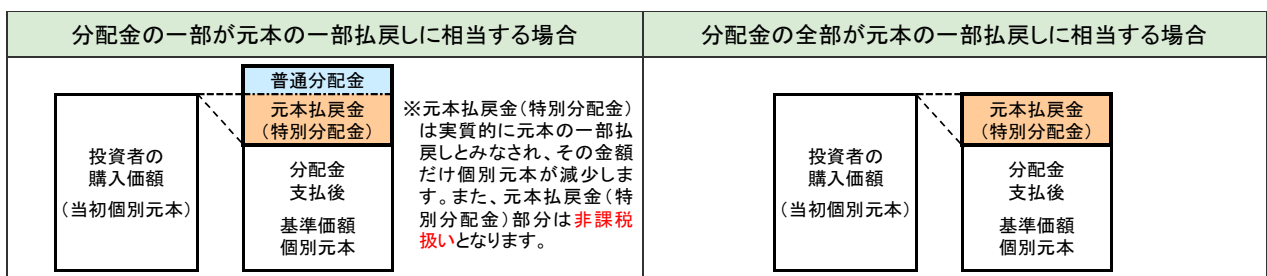 分配金の一部が元本の一部払戻しに相当する場合
投資者の
購入価額
(当初個別元本)
普通分配金
元本払戻金
(特別分配金)
分配金
支払後
基準価額
個別元本
※元本払戻金(特別分配金)
は実質的に元本の一部払
戻しとみなされ、その金額
だけ個別元本が減少しま
す。また、元本払戻金(特
別分配金)部分は非課税
扱いとなります。
分配金の全部が元本の一部払戻しに相当する場合
投資者の
購入価額
(当初個別元本)
元本払戻金
(特別分配金)
分配金
支払後
基準価額
個別元本